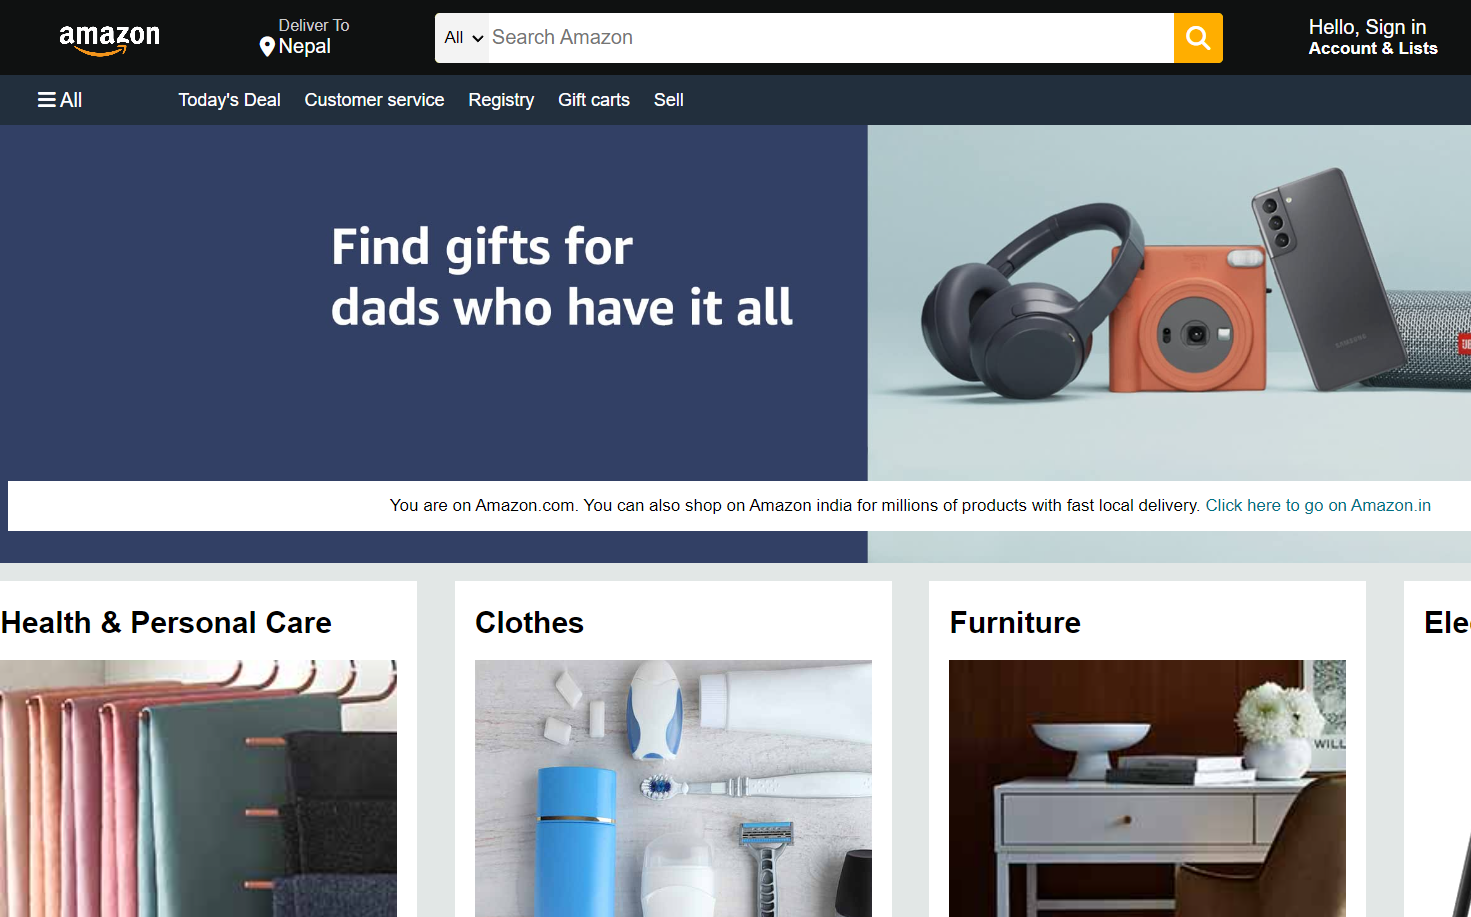 amazon
Deliver To
Nepal
All
Search Amazon
Hello, Sign in
Account & Lists
All
Today's Deal
Customer service
Registry
Gift carts
Sell
Find gifts for
dads who have it all
SAMSUNG
You are on Amazon.com. You can also shop on Amazon india for millions of products with fast local delivery. Click here to go on Amazon.in
Health & Personal Care
Clothes
Furniture
Ele
WILL